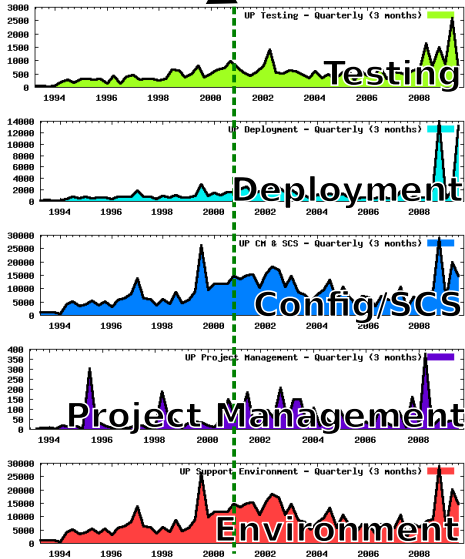 UP Testing - Quarterly (3 months)
3000
2500
2000
1500
1000
500
0
Testing
1994 1996 1998 2000 2002 2004 2006 2008
UP Deployment - Quarterly (3 months)
14000
12000
10000
8000
6000
4000
2000
0
Deployment
1994 1996 1998 2000 2002 2004 2006 2008
UP CM & SCS - Quarterly (3 months)
30000
25000
20000
15000
10000
5000
0
Config/SCS
1994 1996 1998 2000 2002 2004 2006 2008
UP Project Management - Quarterly (3 months)
400
350
300
250
200
150
100
50
0
Project Management
1994 1996 1998 2000 2002 2004 2006 2008
UP Support Environment - Quarterly (3 months)
30000
25000
20000
15000
10000
5000
0
Environment
1994 1996 1998 2000 2002 2004 2006 2008